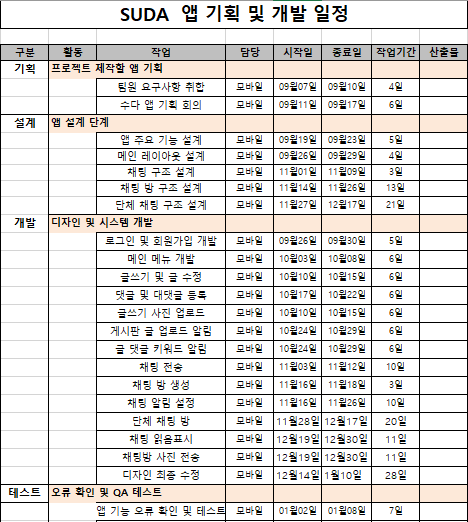 SUDA 앱 기획 및 개발 일정
구분 활동 작업 담당 시작일 종료일 작업기간 산출물
기획 프로젝트 제작할 앱 기획
팀원 요구사항 취합 모바일 09월07일 09월10일 4일
수다 앱 기획 회의 모바일 09월11일 09월17일 6일
설계 앱 설계 단계
앱 주요 기능 설계 모바일 09월19일 09월23일 5일
메인 레이아웃 설계 모바일 09월26일 09월29일 4일
채팅 구조 설계 모바일 11월01일 11월09일 3일
채팅 방 구조 설계 모바일 11월14일 11월26일 13일
단체 채팅 구조 설계 모바일 11월27일 12월17일 21일
개발 디자인 및 시스템 개발
로그인 및 회원가입 개발 모바일 09월26일 09월30일 5일
메인 메뉴 개발 모바일 10월03일 10월08일 6일
글쓰기 및 글 수정 모바일 10월10일 10월15일 6일
댓글 및 대댓글 등록 모바일 10월17일 10월22일 6일
글쓰기 사진 업로드 모바일 10월10일 10월15일 6일
게시판 글 업로드 알림 모바일 10월24일 10월29일 6일
글 댓글 키워드 알림 모바일 10월24일 10월29일 6일
채팅 전송 모바일 11월03일 11월12일 10일
채팅 방 생성 모바일 11월16일 11월18일 3일
채팅 알림 설정 모바일 11월16일 11월26일 10일
단체 채팅 방 모바일 11월28일 12월17일 20일
채팅 읽음표시 모바일 12월19일 12월30일 11일
채팅방 사진 전송 모바일 12월19일 12월30일 11일
디자인 최종 수정 모바일 12월14일 1월10일 28일
테스트 오류 확인 및 QA 테스트
앱 기능 오류 확인 및 테스트 모바일 01월02일 01월08일 7일